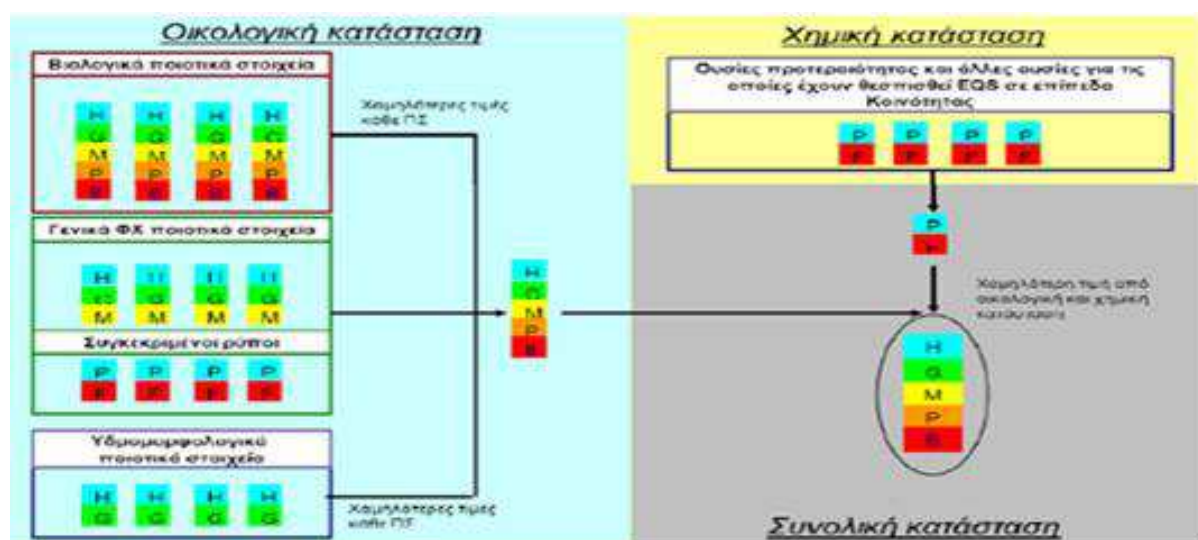 Οικολογική κατάσταση
Βιολογικά ποιοτικά στοιχεία
H H H H
G G G G
M M M M
P P P P
B B B B
Χαμηλότερες τιμές
κάθε ΠΣ
Γενικά ΦΧ ποιοτικά στοιχεία
H
G G G
M M M M
Συγκεκριμένοι ρύποι
P P P P
F F F F
Υδρομορφολογικά
ποιοτικά στοιχεία
H H H H
G G G G
Χαμηλότερες τιμές
κάθε ΠΣ
H
G
M
P
B
Χημική κατάσταση
Ουσίες προτεραιότητας και άλλες ουσίες για τις
οποίες έχουν θεσπισθεί EQS σε επίπεδο
Κοινότητας
P P P P
F F F F
P
F
Χαμηλότερη τιμή από
οικολογική και χημική
κατάσταση
H
G
M
P
B
Συνολική κατάσταση